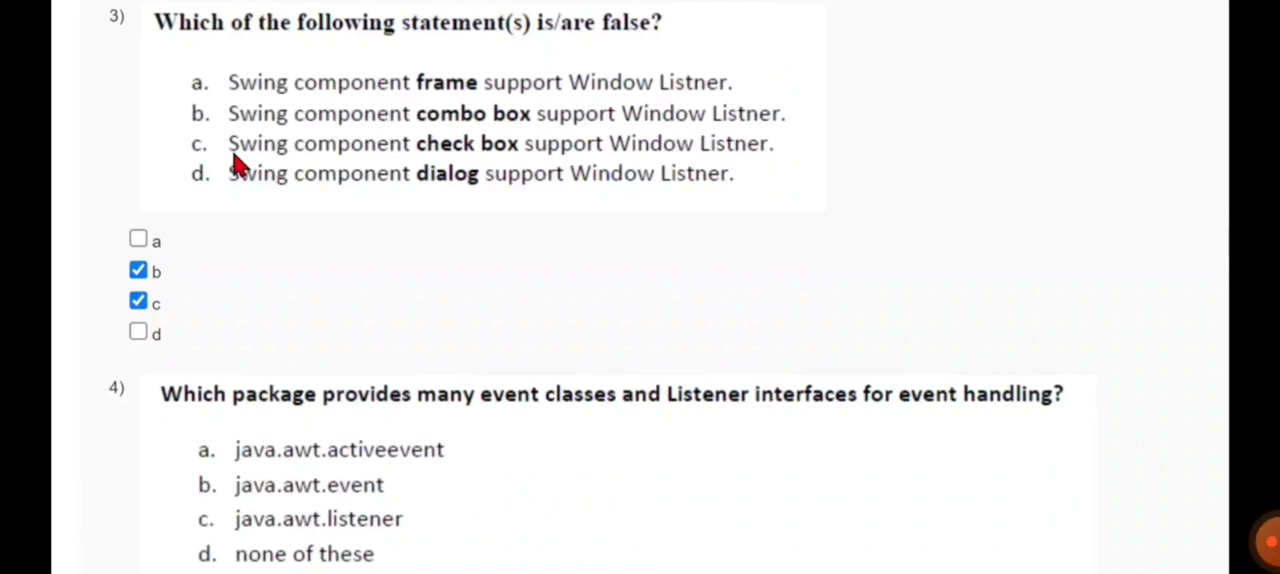 3) Which of the following statement(s) is/are false?
a. Swing component frame support Window Listner.
b. Swing component combo box support Window Listner.
c. Swing component check box support Window Listner.
d. Swing component dialog support Window Listner.
a
b
c
d
4) Which package provides many event classes and Listener interfaces for event handling?
a. java.awt.activeevent
b. java.awt.event
c. java.awt.listener
d. none of these